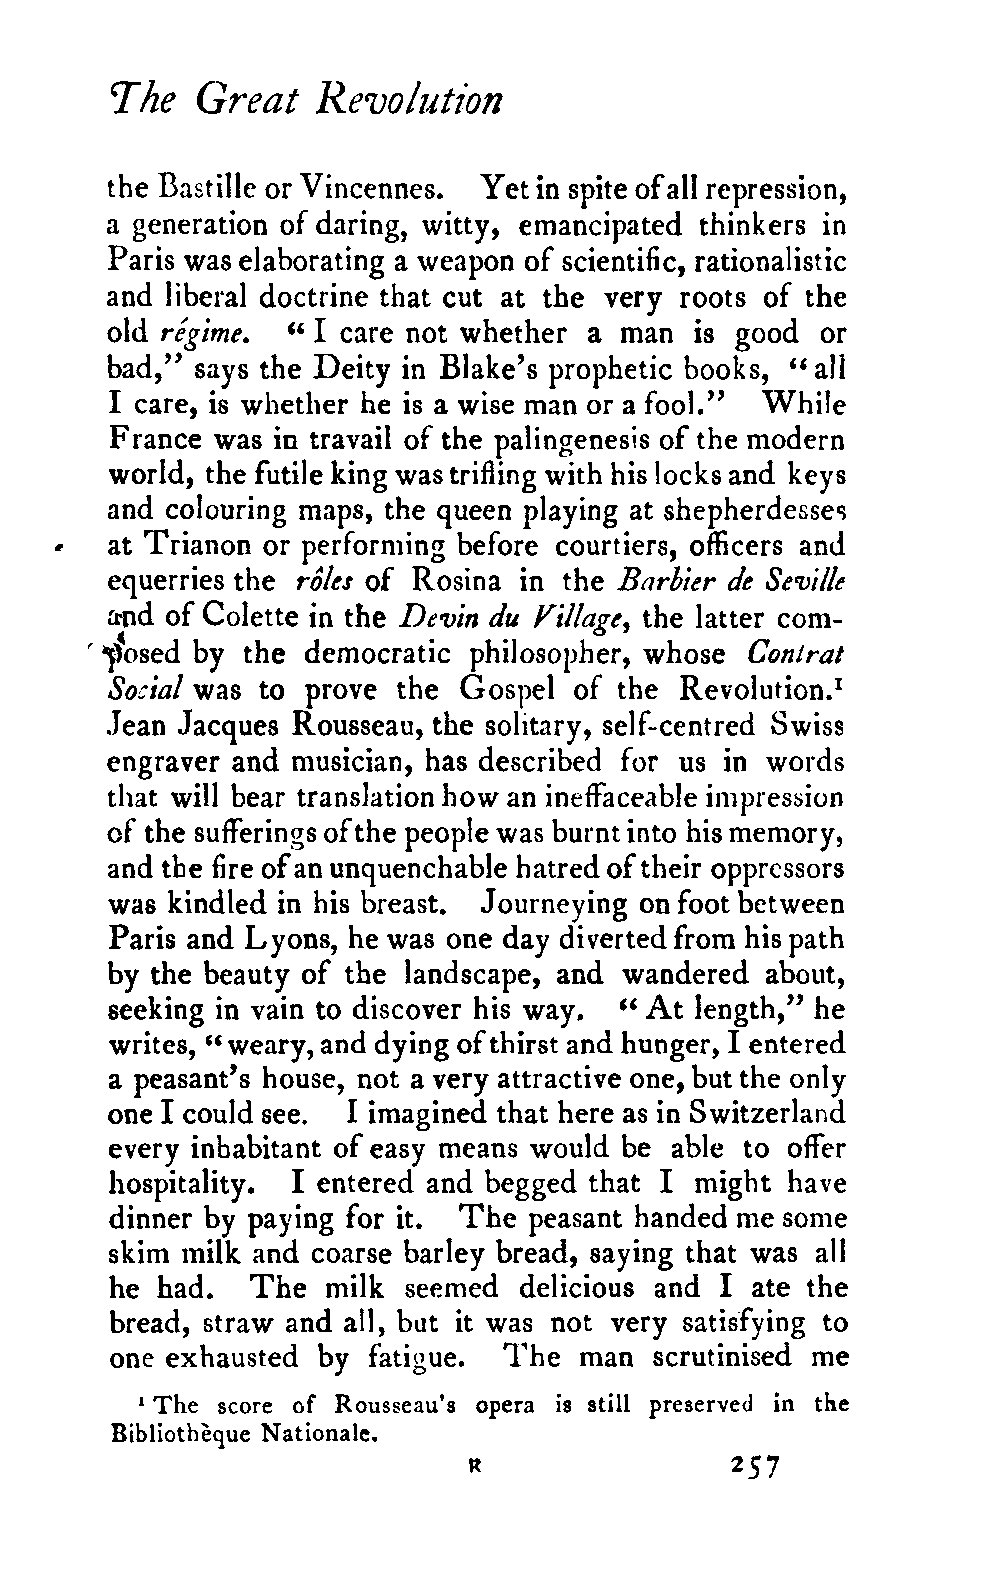 The Great Revolution
the Bastille or Vincennes. Yet in spite of all repression,
a generation of daring, witty, emancipated thinkers in
Paris was elaborating a weapon of scientific, rationalistic
and liberal doctrine that cut at the very roots of the
old régime. “I care not whether a man is good or
bad,” says the Deity in Blake’s prophetic books, “all
I care, is whether he is a wise man or a fool.” While
France was in travail of the palingenesis of the modern
world, the futile king was trifling with his locks and keys
and colouring maps, the queen playing at shepherdesses
at Trianon or performing before courtiers, officers and
equerries the rôles of Rosina in the Barbier de Seville
and of Colette in the Devin du Village, the latter com-
posed by the democratic philosopher, whose Contrat
Social was to prove the Gospel of the Revolution.¹
Jean Jacques Rousseau, the solitary, self-centred Swiss
engraver and musician, has described for us in words
that will bear translation how an ineffaceable impression
of the sufferings of the people was burnt into his memory,
and the fire of an unquenchable hatred of their oppressors
was kindled in his breast. Journeying on foot between
Paris and Lyons, he was one day diverted from his path
by the beauty of the landscape, and wandered about,
seeking in vain to discover his way. “At length,” he
writes, “weary, and dying of thirst and hunger, I entered
a peasant’s house, not a very attractive one, but the only
one I could see. I imagined that here as in Switzerland
every inhabitant of easy means would be able to offer
hospitality. I entered and begged that I might have
dinner by paying for it. The peasant handed me some
skim milk and coarse barley bread, saying that was all
he had. The milk seemed delicious and I ate the
bread, straw and all, but it was not very satisfying to
one exhausted by fatigue. The man scrutinised me
¹ The score of Rousseau’s opera is still preserved in the
Bibliothèque Nationale.
R 257